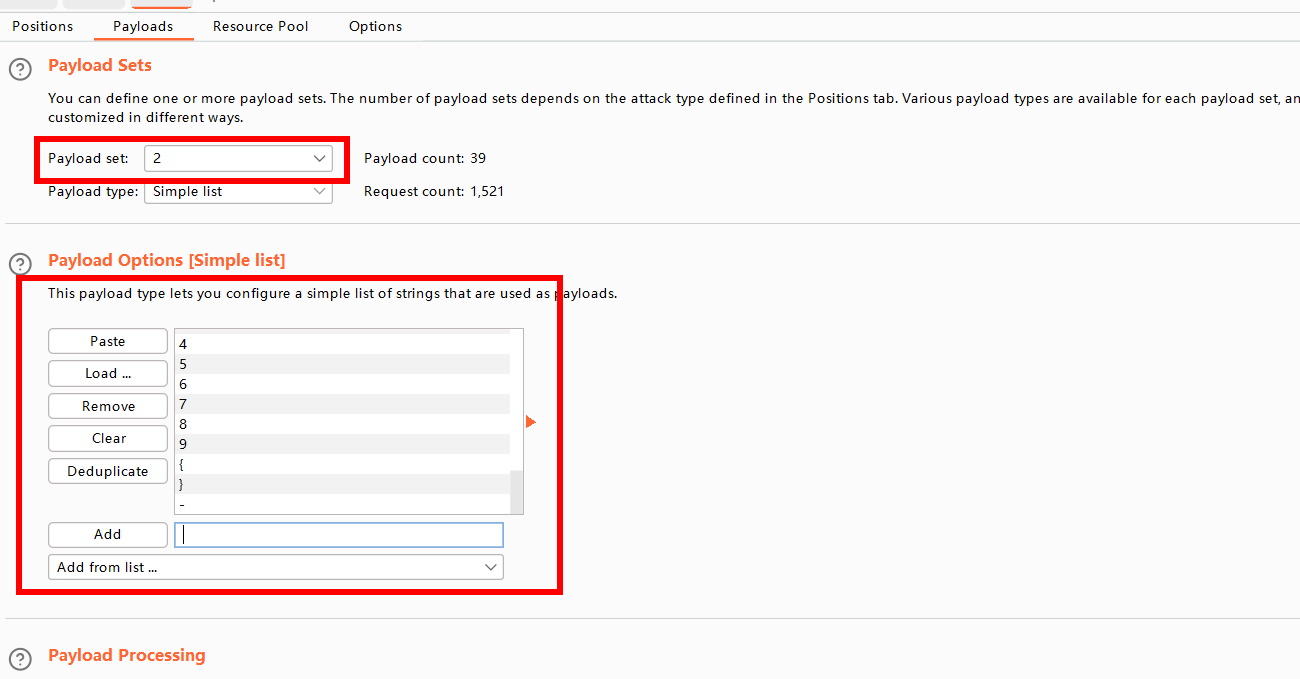 Positions Payloads Resource Pool Options
Payload Sets
You can define one or more payload sets. The number of payload sets depends on the attack type defined in the Positions tab. Various payload types are available for each payload set, an
customized in different ways.
Payload set: 2 Payload count: 39
Payload type: Simple list Request count: 1,521
Payload Options [Simple list]
This payload type lets you configure a simple list of strings that are used as payloads.
Paste
Load ...
Remove
Clear
Deduplicate
4
5
6
7
8
9
{
}
-
Add
Add from list ...
Payload Processing